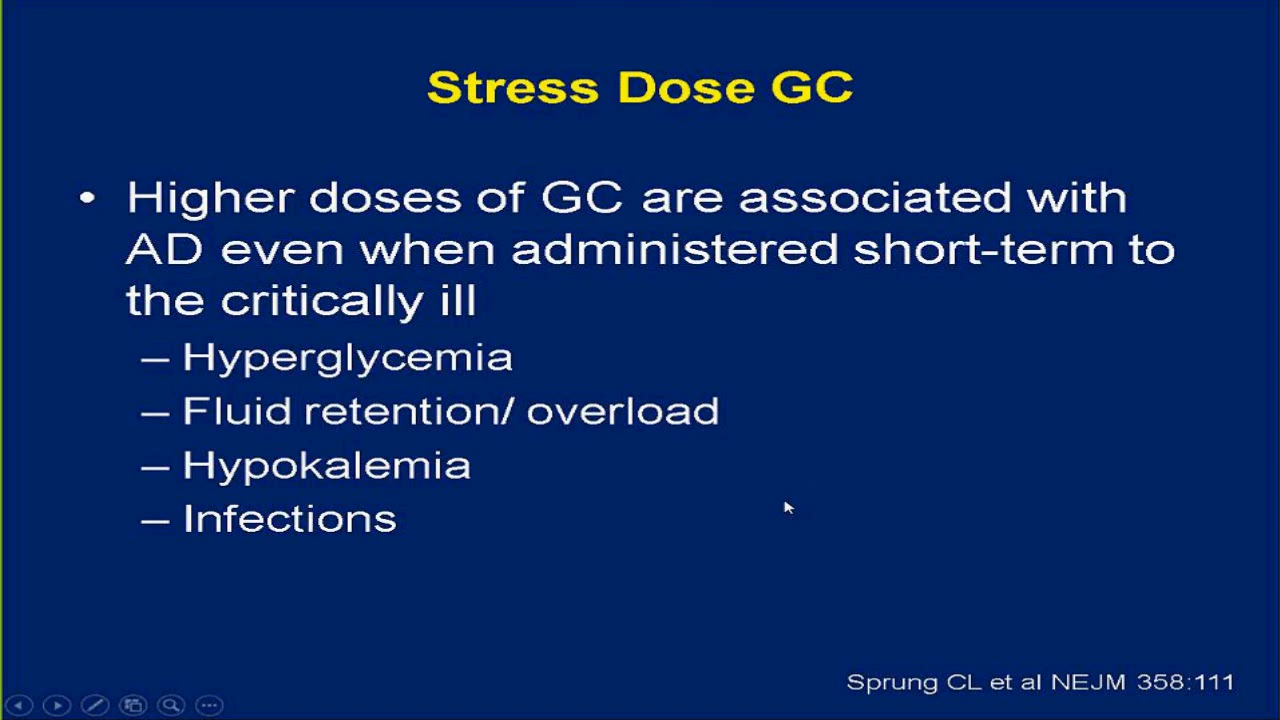 Stress Dose GC
• Higher doses of GC are associated with
AD even when administered short-term to
the critically ill
– Hyperglycemia
– Fluid retention/ overload
– Hypokalemia
– Infections
Sprung CL et al NEJM 358:111